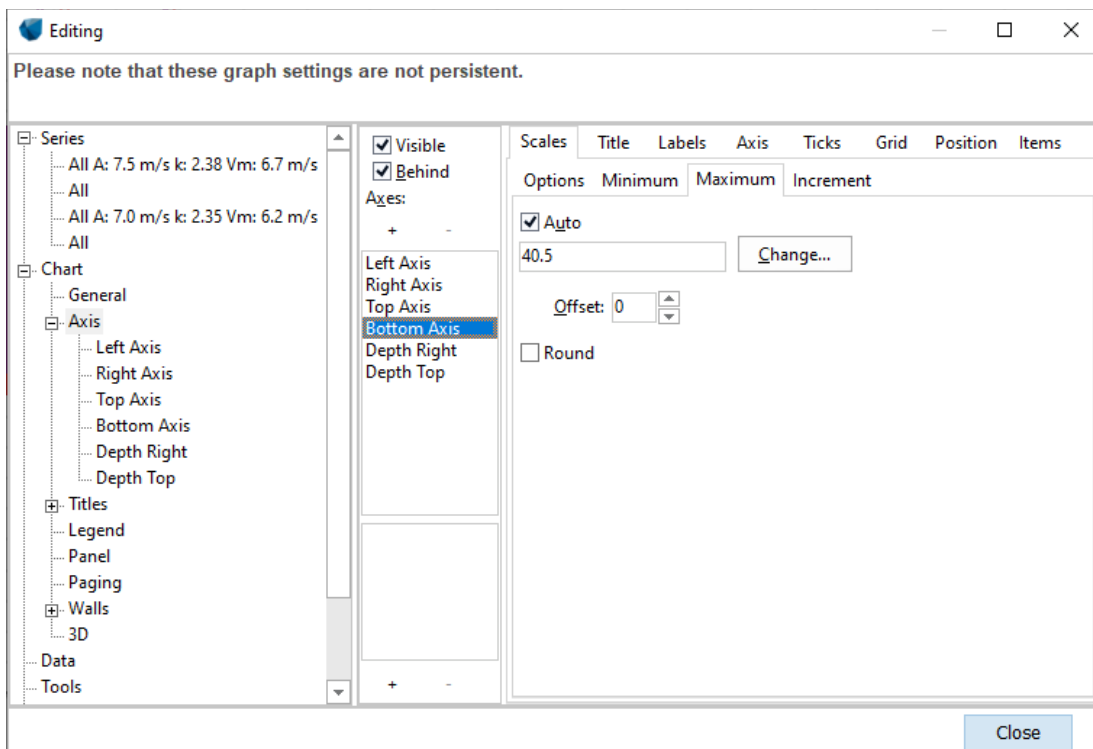 Editing
Please note that these graph settings are not persistent.
Series
All A: 7.5 m/s k: 2.38 Vm: 6.7 m/s
All
All A: 7.0 m/s k: 2.35 Vm: 6.2 m/s
All
Chart
General
Axis
Left Axis
Right Axis
Top Axis
Bottom Axis
Depth Right
Depth Top
Titles
Legend
Panel
Paging
Walls
3D
Data
Tools
Visible
Behind
Axes:
+ -
Left Axis
Right Axis
Top Axis
Bottom Axis
Depth Right
Depth Top
+ -
Scales Title Labels Axis Ticks Grid Position Items
Options Minimum Maximum Increment
Auto
40.5 Change...
Offset: 0
Round
Close